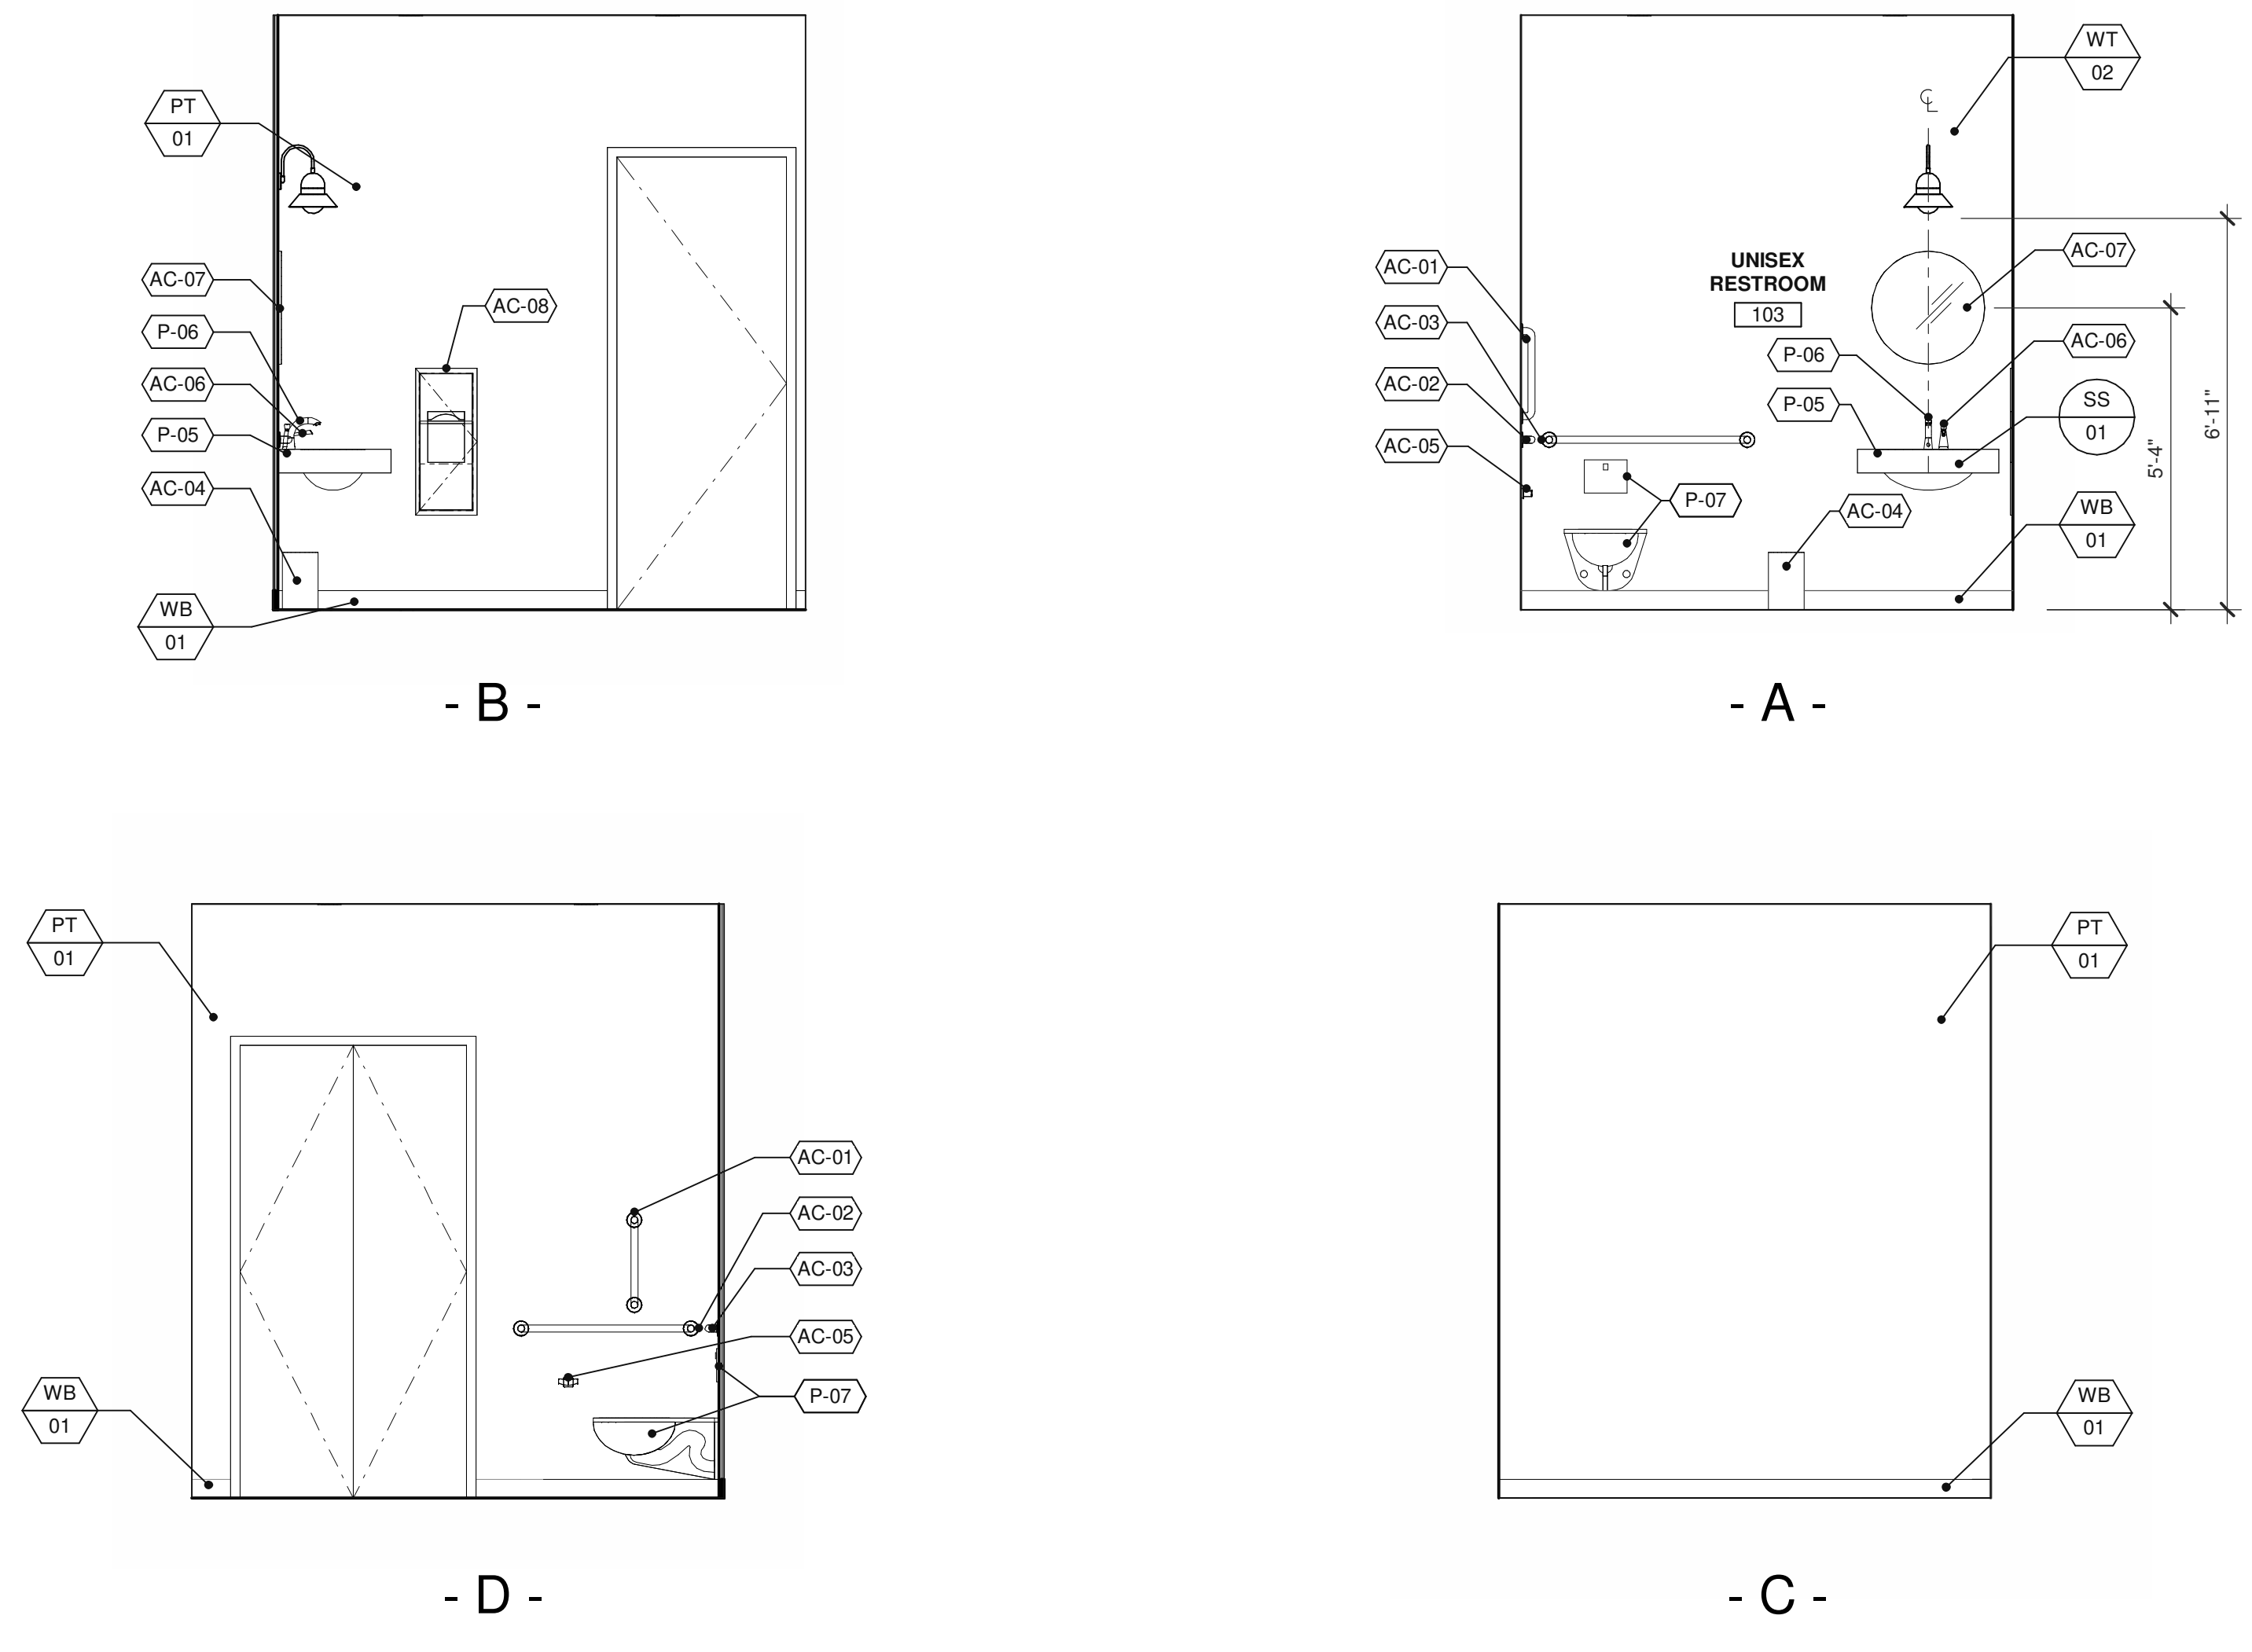 PT
01
AC-07
P-06
AC-06
P-05
AC-04
WB
01
AC-08
- B -
WT
02
CL
AC-01
AC-03
AC-02
AC-05
UNISEX
RESTROOM
103
P-06
P-05
P-07
AC-04
AC-07
AC-06
SS
01
WB
01
5'-4"
6'-11"
- A -
PT
01
WB
01
AC-01
AC-02
AC-03
AC-05
P-07
- D -
PT
01
WB
01
- C -